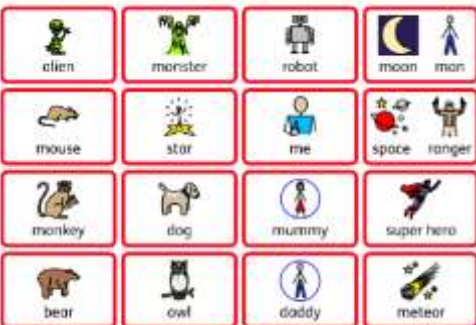 alien monster robot moon man
mouse star me space ranger
monkey dog mummy super hero
bear owl daddy meteor